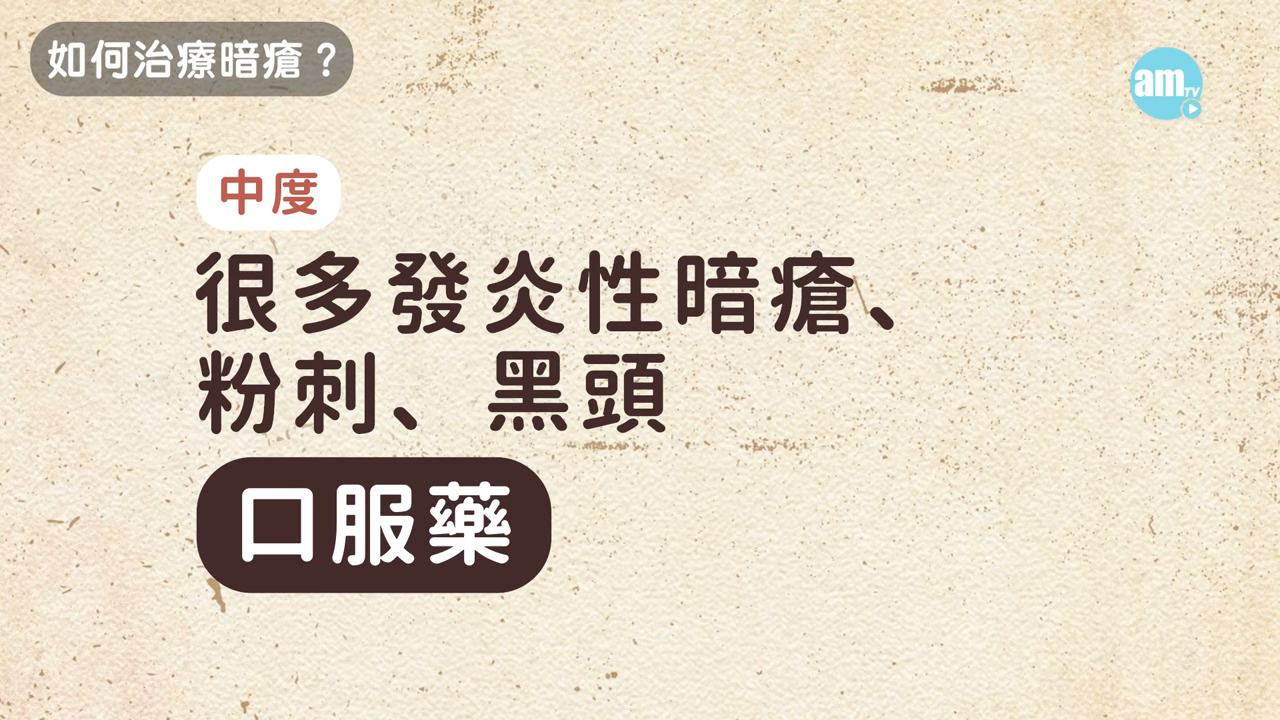 如何治療暗瘡？
am TV
中度
很多發炎性暗瘡、
粉刺、黑頭
口服藥